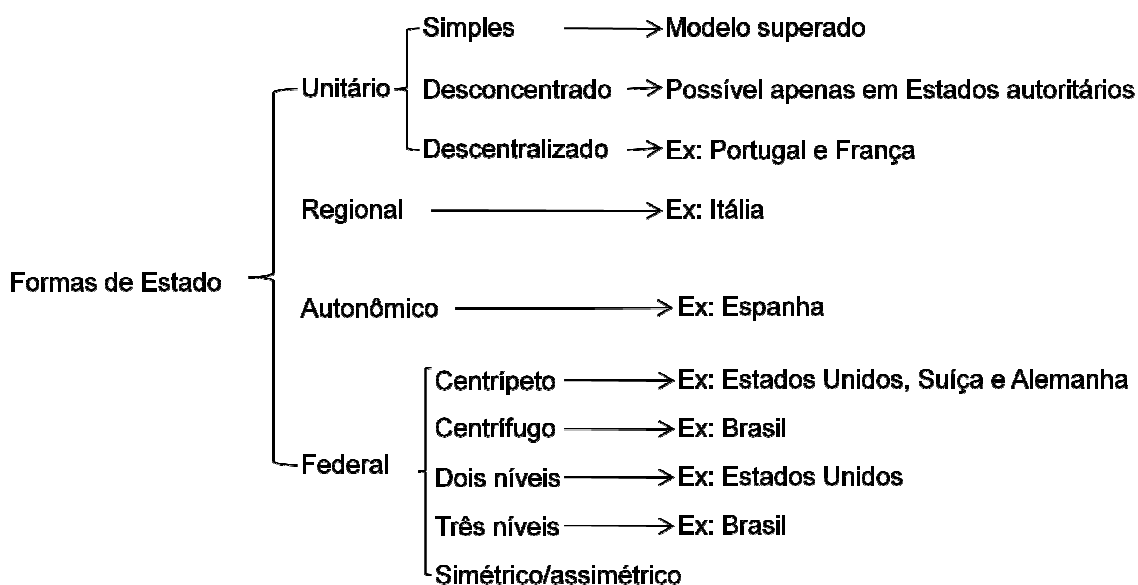 Simples → Modelo superado
Unitário
Desconcentrado → Possível apenas em Estados autoritários
Descentralizado → Ex: Portugal e França
Regional → Ex: Itália
Formas de Estado
Autonômico → Ex: Espanha
Centrípeto → Ex: Estados Unidos, Suíça e Alemanha
Centrífugo → Ex: Brasil
Federal
Dois níveis → Ex: Estados Unidos
Três níveis → Ex: Brasil
Simétrico/assimétrico